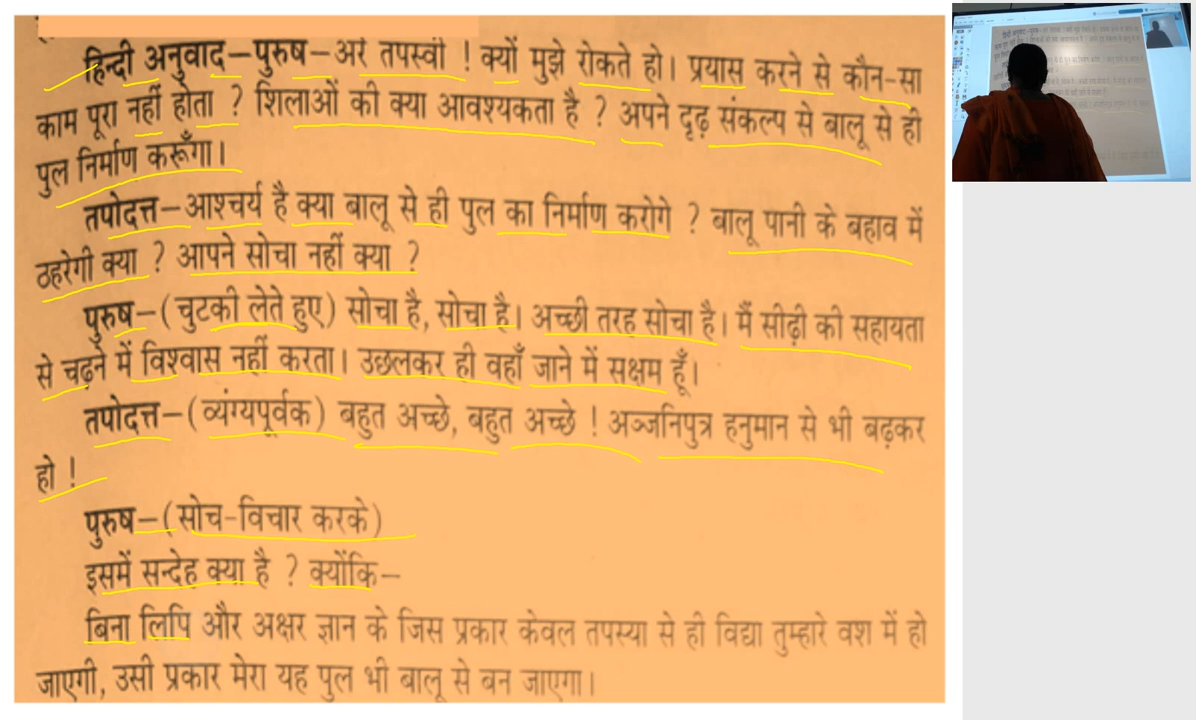 हिन्दी अनुवाद–पुरुष–अरे तपस्वी ! क्यों मुझे रोकते हो। प्रयास करने से कौन-सा
काम पूरा नहीं होता ? शिलाओं की क्या आवश्यकता है ? अपने दृढ़ संकल्प से बालू से ही
पुल निर्माण करूँगा।
तपोदत्त–आश्चर्य है क्या बालू से ही पुल का निर्माण करोगे ? बालू पानी के बहाव में
ठहरेगी क्या ? आपने सोचा नहीं क्या ?
पुरुष–(चुटकी लेते हुए) सोचा है, सोचा है। अच्छी तरह सोचा है। मैं सीढ़ी की सहायता
से चढ़ने में विश्वास नहीं करता। उछलकर ही वहाँ जाने में सक्षम हूँ।
तपोदत्त–(व्यंग्यपूर्वक) बहुत अच्छे, बहुत अच्छे ! अञ्जनिपुत्र हनुमान से भी बढ़कर
हो !
पुरुष–(सोच-विचार करके)
इसमें सन्देह क्या है ? क्योंकि–
बिना लिपि और अक्षर ज्ञान के जिस प्रकार केवल तपस्या से ही विद्या तुम्हारे वश में हो
जाएगी, उसी प्रकार मेरा यह पुल भी बालू से बन जाएगा।